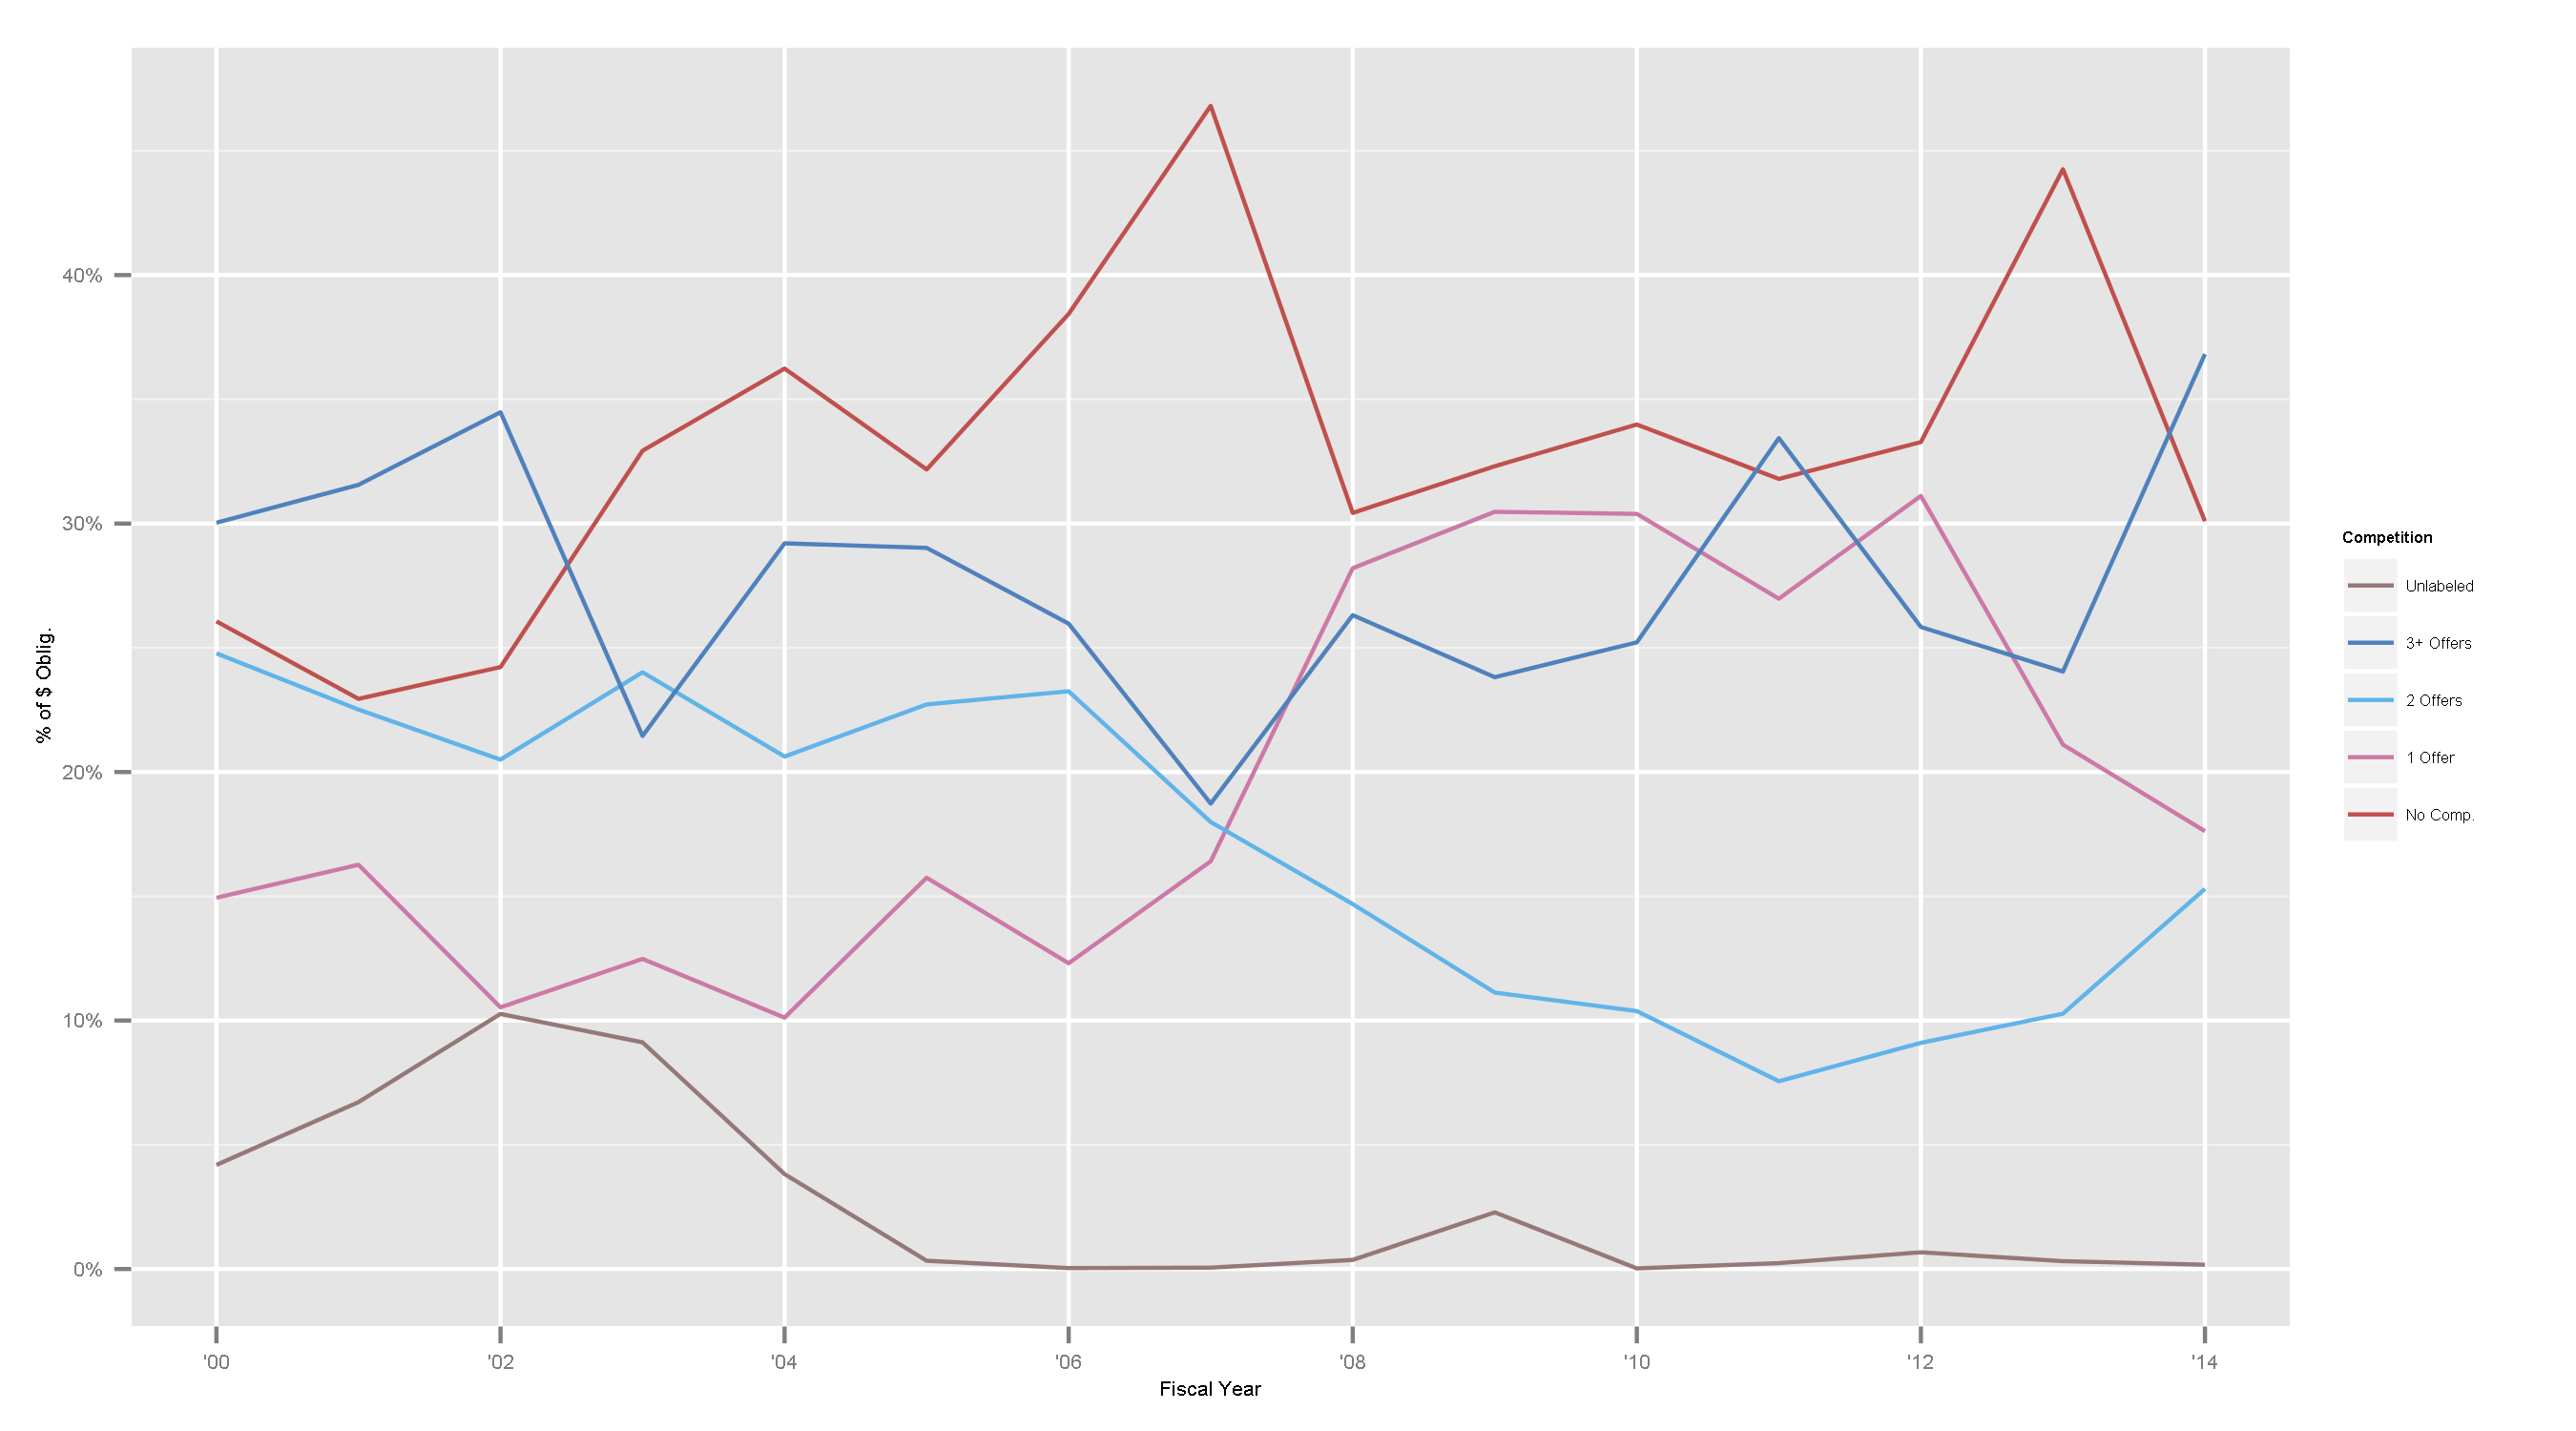 40%
30%
20%
10%
0%
% of $ Oblig.
'00
'02
'04
'06
'08
'10
'12
'14
Fiscal Year
Competition
Unlabeled
3+ Offers
2 Offers
1 Offer
No Comp.